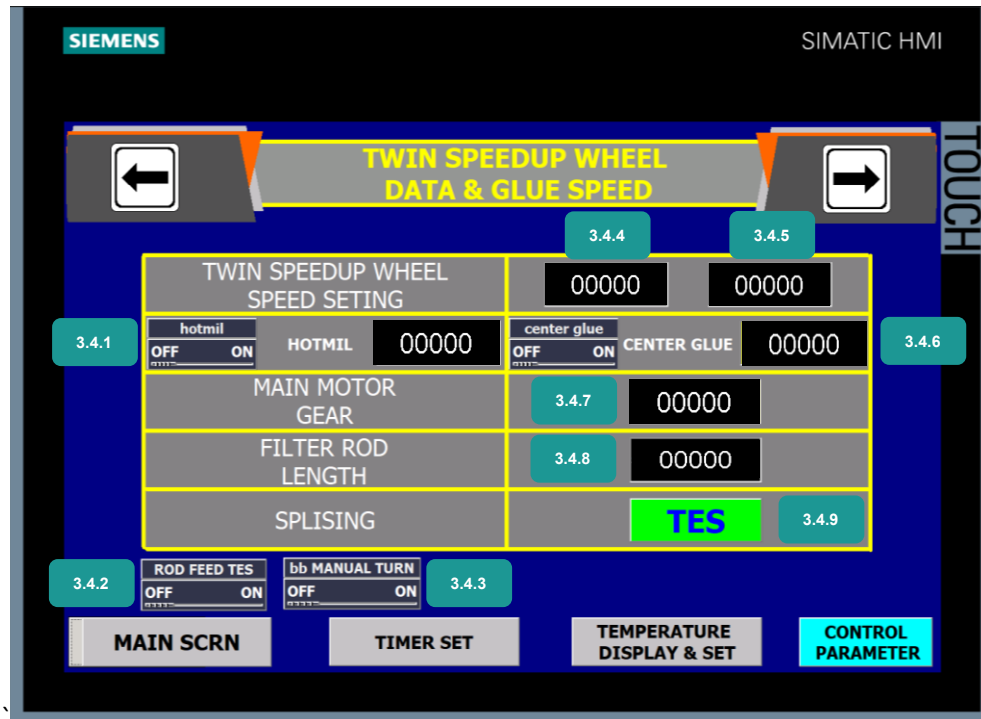 SIEMENS
SIMATIC HMI
TOUCH
TWIN SPEEDUP WHEEL
DATA & GLUE SPEED
3.4.4
3.4.5
TWIN SPEEDUP WHEEL
SPEED SETING
00000
00000
3.4.1
hotmil
OFF ON
HOTMIL
00000
center glue
OFF ON
CENTER GLUE
00000
3.4.6
MAIN MOTOR
GEAR
3.4.7
00000
FILTER ROD
LENGTH
3.4.8
00000
SPLISING
TES
3.4.9
3.4.2
ROD FEED TES
OFF ON
bb MANUAL TURN
OFF ON
3.4.3
MAIN SCRN
TIMER SET
TEMPERATURE
DISPLAY & SET
CONTROL
PARAMETER
`